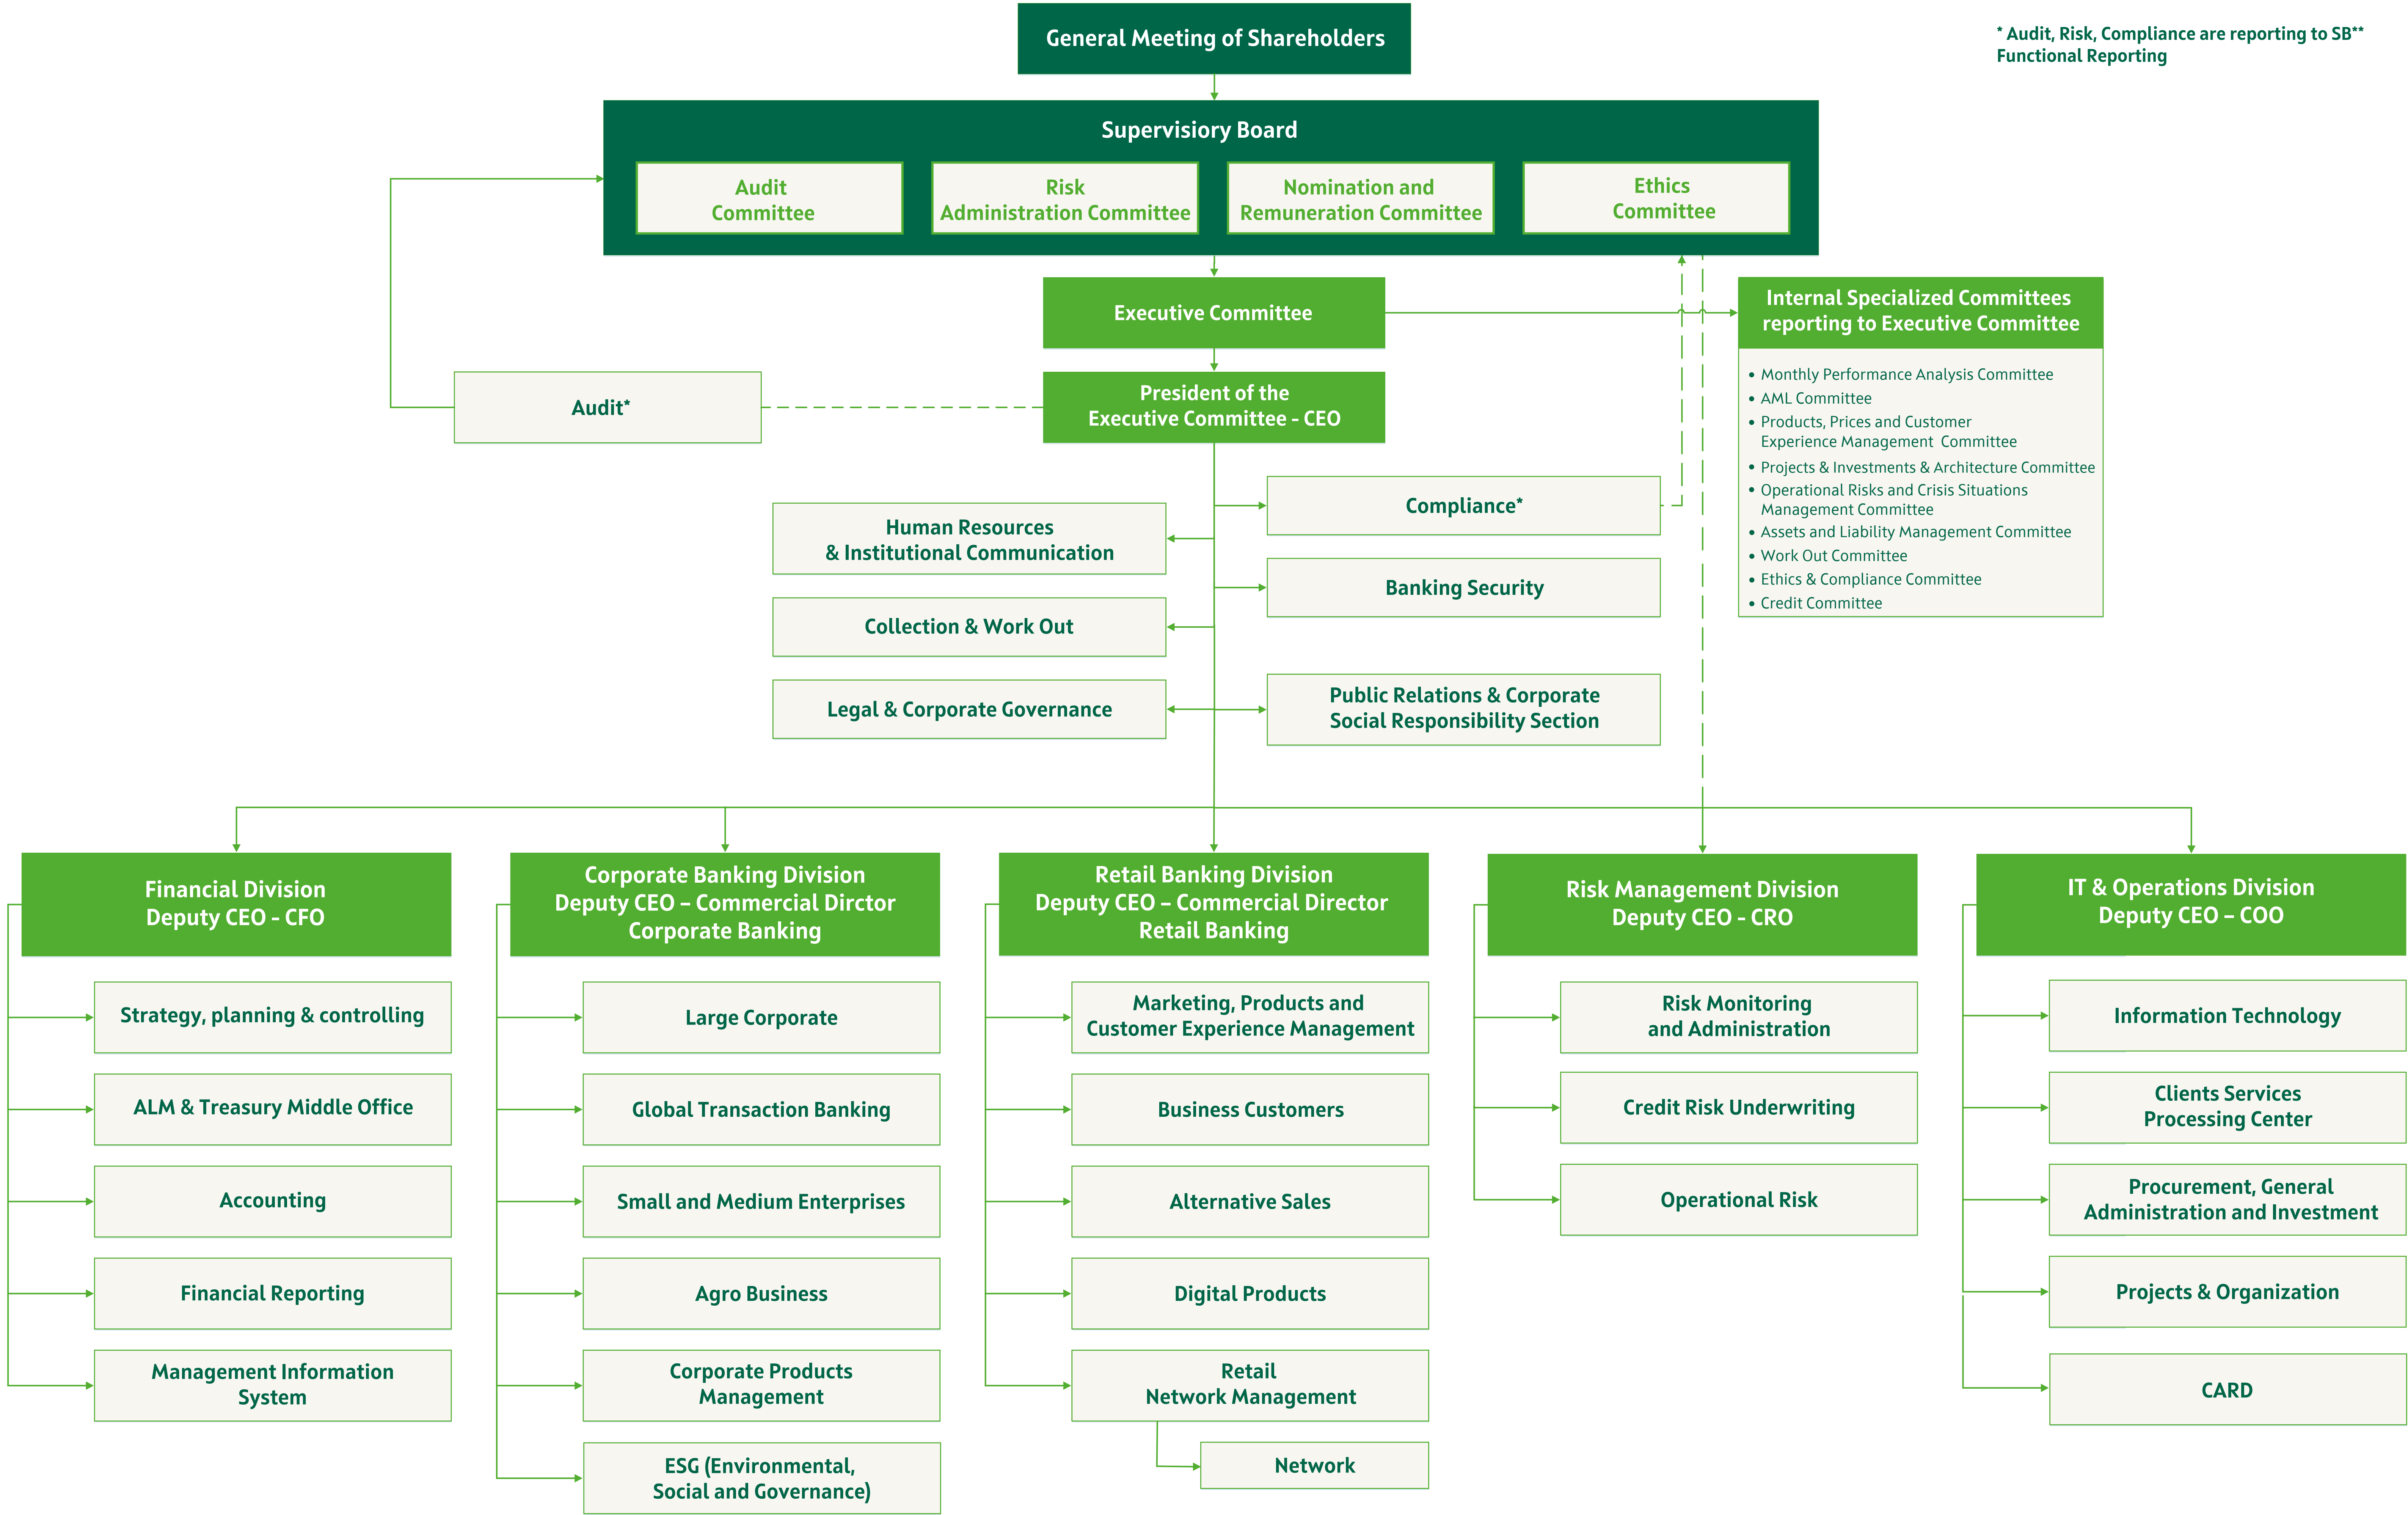 General Meeting of Shareholders
* Audit, Risk, Compliance are reporting to SB**
Functional Reporting
Supervisiory Board
Audit
Committee
Risk
Administration Committee
Nomination and
Remuneration Committee
Ethics
Committee
Executive Committee
Internal Specialized Committees
reporting to Executive Committee
• Monthly Performance Analysis Committee
• AML Committee
• Products, Prices and Customer
Experience Management Committee
• Projects & Investments & Architecture Committee
• Operational Risks and Crisis Situations
Management Committee
• Assets and Liability Management Committee
• Work Out Committee
• Ethics & Compliance Committee
• Credit Committee
Audit*
President of the
Executive Committee - CEO
Compliance*
Human Resources
& Institutional Communication
Banking Security
Collection & Work Out
Legal & Corporate Governance
Public Relations & Corporate
Social Responsibility Section
Financial Division
Deputy CEO - CFO
Strategy, planning & controlling
ALM & Treasury Middle Office
Accounting
Financial Reporting
Management Information
System
Corporate Banking Division
Deputy CEO – Commercial Dirctor
Corporate Banking
Large Corporate
Global Transaction Banking
Small and Medium Enterprises
Agro Business
Corporate Products
Management
ESG (Environmental,
Social and Governance)
Retail Banking Division
Deputy CEO – Commercial Director
Retail Banking
Marketing, Products and
Customer Experience Management
Business Customers
Alternative Sales
Digital Products
Retail
Network Management
Network
Risk Management Division
Deputy CEO - CRO
Risk Monitoring
and Administration
Credit Risk Underwriting
Operational Risk
IT & Operations Division
Deputy CEO – COO
Information Technology
Clients Services
Processing Center
Procurement, General
Administration and Investment
Projects & Organization
CARD